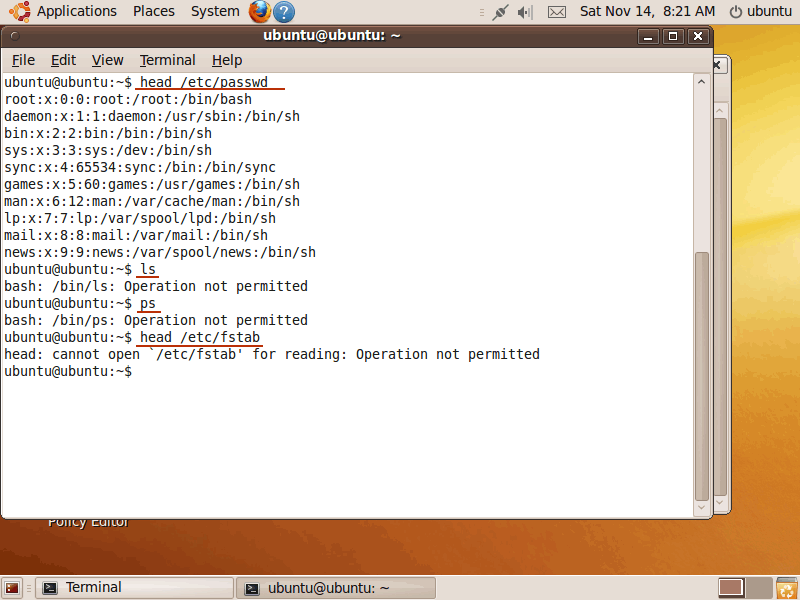 Applications Places System ? Sat Nov 14, 8:21 AM ubuntu
ubuntu@ubuntu: ~
File Edit View Terminal Help
ubuntu@ubuntu:~$ head /etc/passwd
root:x:0:0:root:/root:/bin/bash
daemon:x:1:1:daemon:/usr/sbin:/bin/sh
bin:x:2:2:bin:/bin:/bin/sh
sys:x:3:3:sys:/dev:/bin/sh
sync:x:4:65534:sync:/bin:/bin/sync
games:x:5:60:games:/usr/games:/bin/sh
man:x:6:12:man:/var/cache/man:/bin/sh
lp:x:7:7:lp:/var/spool/lpd:/bin/sh
mail:x:8:8:mail:/var/mail:/bin/sh
news:x:9:9:news:/var/spool/news:/bin/sh
ubuntu@ubuntu:~$ ls
bash: /bin/ls: Operation not permitted
ubuntu@ubuntu:~$ ps
bash: /bin/ps: Operation not permitted
ubuntu@ubuntu:~$ head /etc/fstab
head: cannot open `/etc/fstab' for reading: Operation not permitted
ubuntu@ubuntu:~$
Policy Editor
Terminal
ubuntu@ubuntu: ~